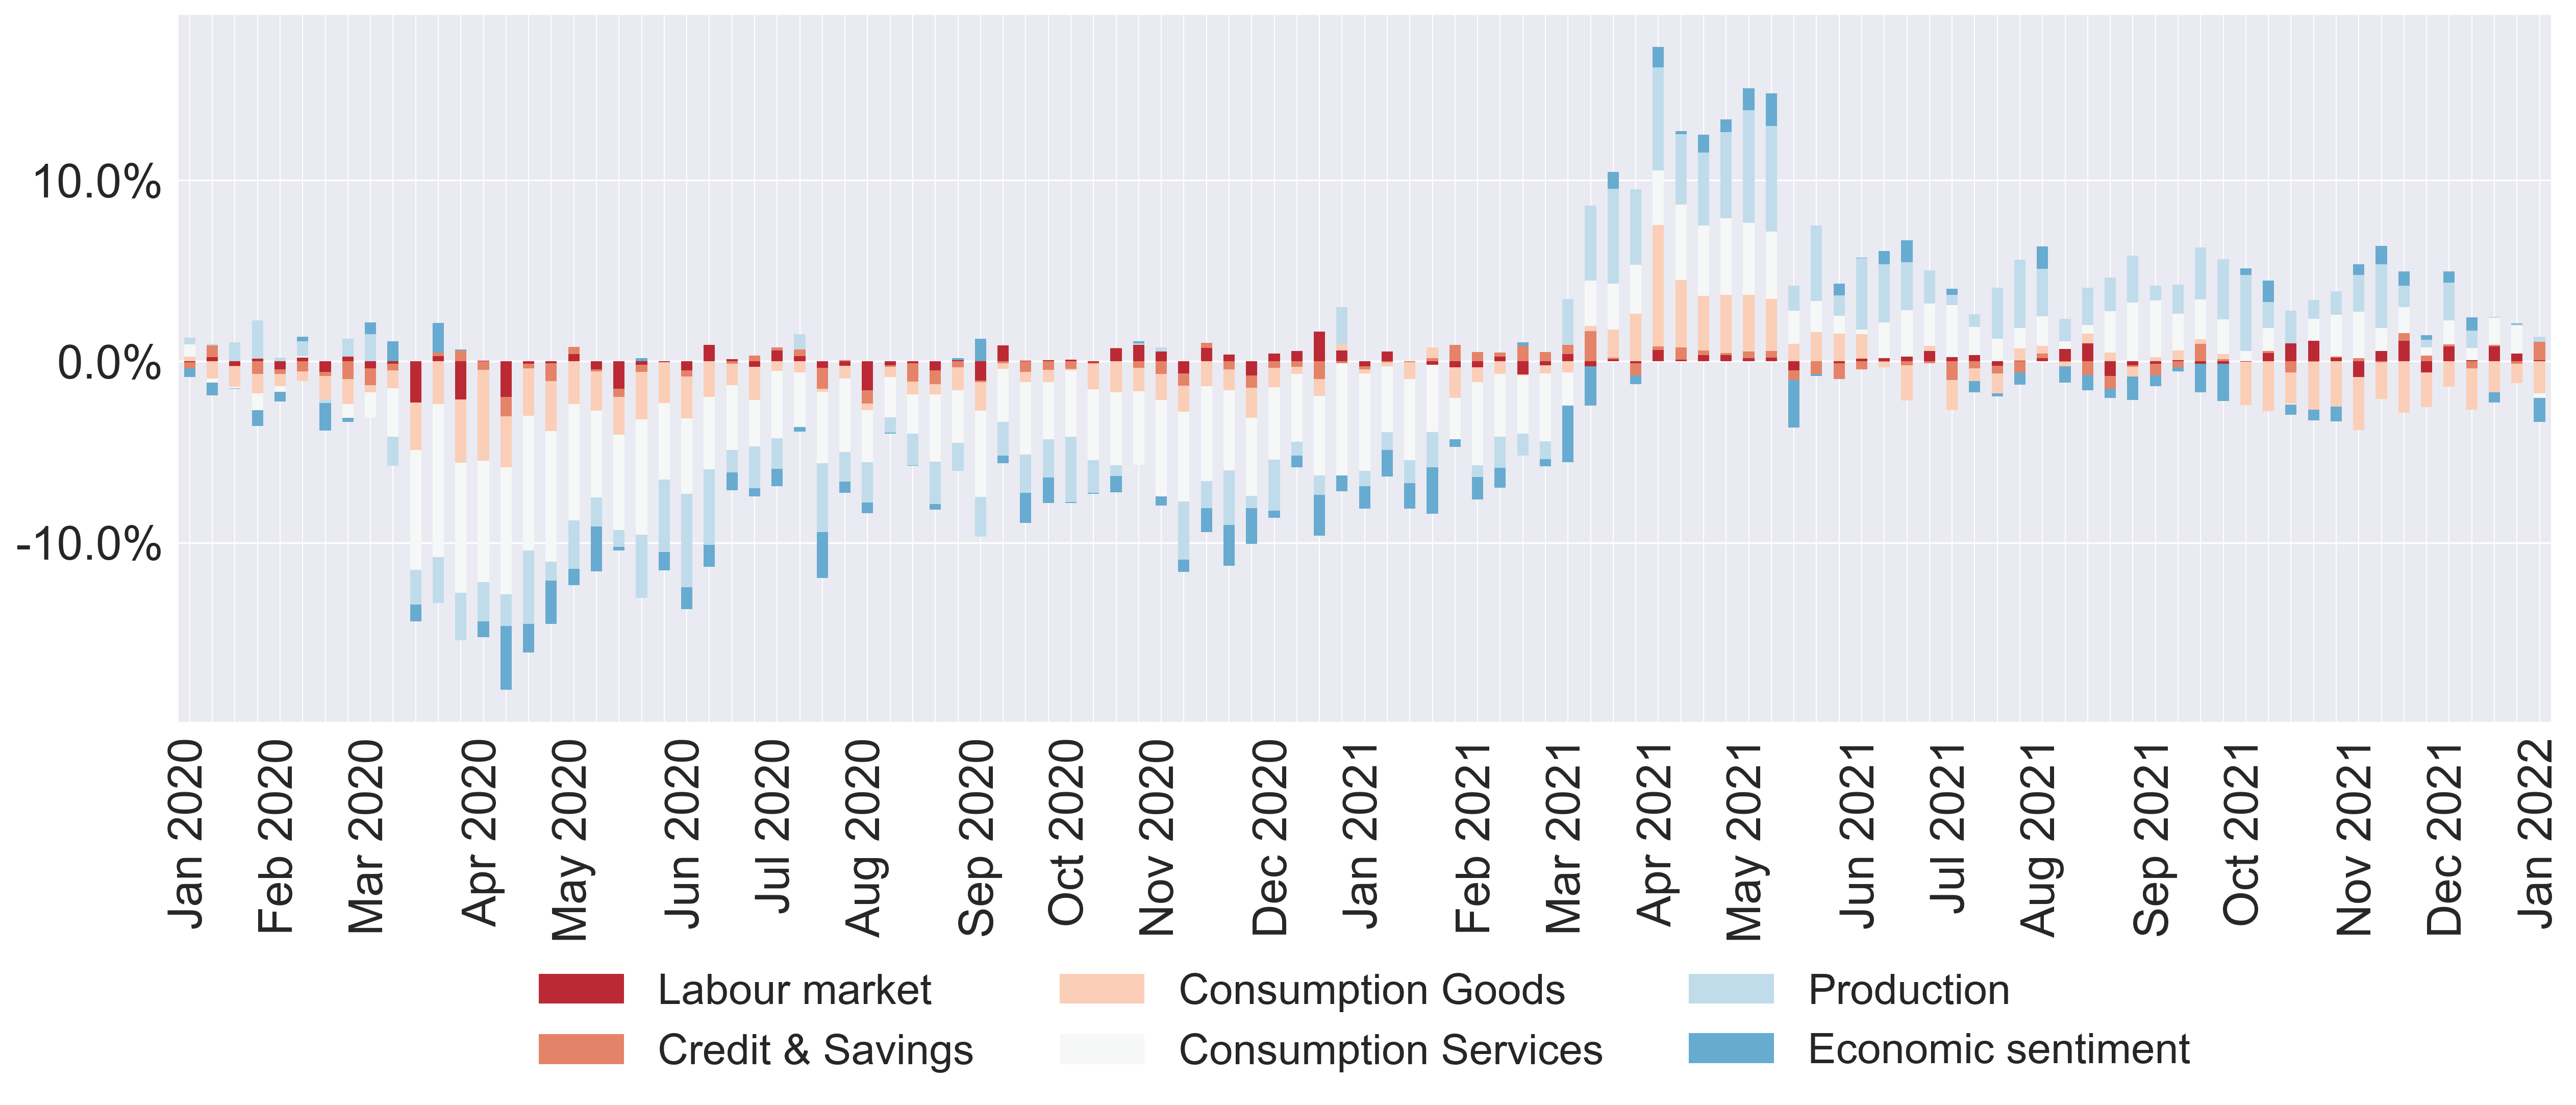 10.0%
0.0%
-10.0%
Jan 2020
Feb 2020
Mar 2020
Apr 2020
May 2020
Jun 2020
Jul 2020
Aug 2020
Sep 2020
Oct 2020
Nov 2020
Dec 2020
Jan 2021
Feb 2021
Mar 2021
Apr 2021
May 2021
Jun 2021
Jul 2021
Aug 2021
Sep 2021
Oct 2021
Nov 2021
Dec 2021
Jan 2022
Labour market
Consumption Goods
Production
Credit & Savings
Consumption Services
Economic sentiment